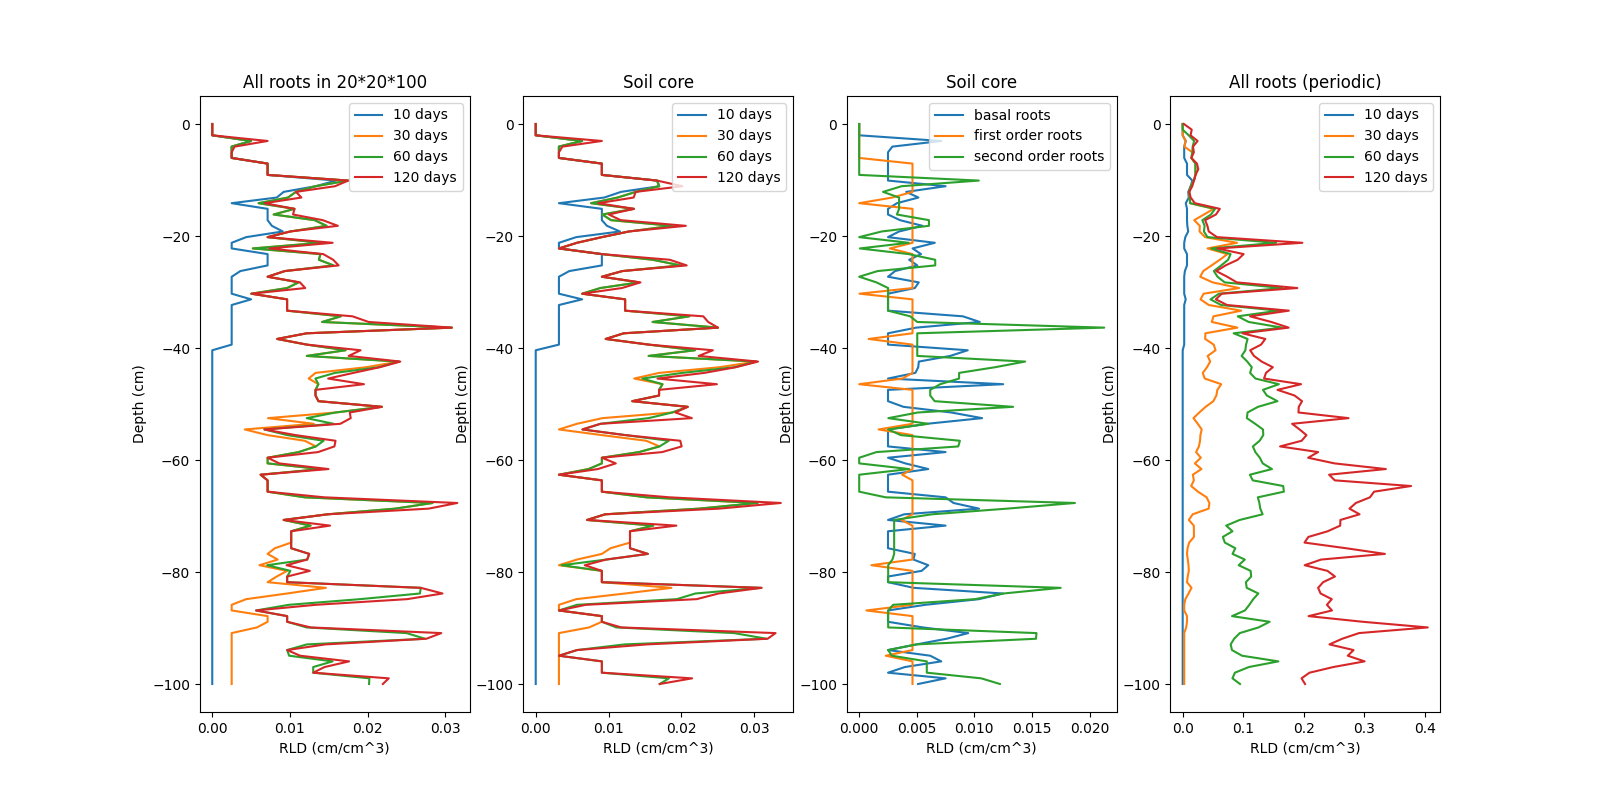 All roots in 20*20*100
10 days
30 days
60 days
120 days
0
−20
−40
−60
−80
−100
Depth (cm)
0.00 0.01 0.02 0.03
RLD (cm/cm^3)
Soil core
10 days
30 days
60 days
120 days
0
−20
−40
−60
−80
−100
Depth (cm)
0.00 0.01 0.02 0.03
RLD (cm/cm^3)
Soil core
basal roots
first order roots
second order roots
0
−20
−40
−60
−80
−100
Depth (cm)
0.000 0.005 0.010 0.015 0.020
RLD (cm/cm^3)
All roots (periodic)
10 days
30 days
60 days
120 days
0
−20
−40
−60
−80
−100
Depth (cm)
0.0 0.1 0.2 0.3 0.4
RLD (cm/cm^3)